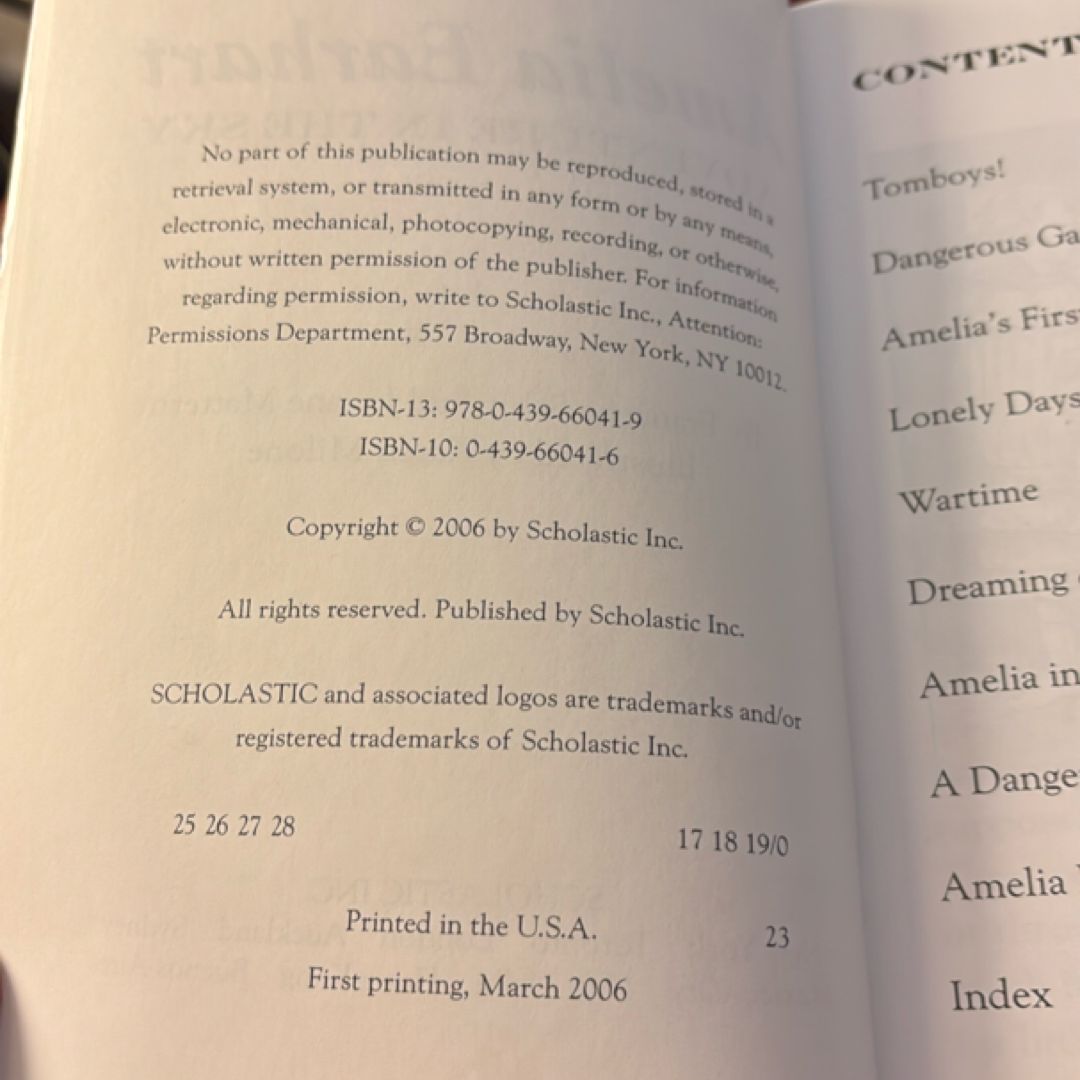 No part of this publication may be reproduced, stored in a
retrieval system, or transmitted in any form or by any means,
electronic, mechanical, photocopying, recording, or otherwise,
without written permission of the publisher. For information
regarding permission, write to Scholastic Inc., Attention:
Permissions Department, 557 Broadway, New York, NY 10012.
ISBN-13: 978-0-439-66041-9
ISBN-10: 0-439-66041-6
Copyright © 2006 by Scholastic Inc.
All rights reserved. Published by Scholastic Inc.
SCHOLASTIC and associated logos are trademarks and/or
registered trademarks of Scholastic Inc.
25 26 27 28 17 18 19/0
Printed in the U.S.A. 23
First printing, March 2006
CONTENT
Tomboys!
Dangerous Ga
Amelia's Firs
Lonely Days
Wartime
Dreaming
Amelia in
A Dange
Amelia
Index